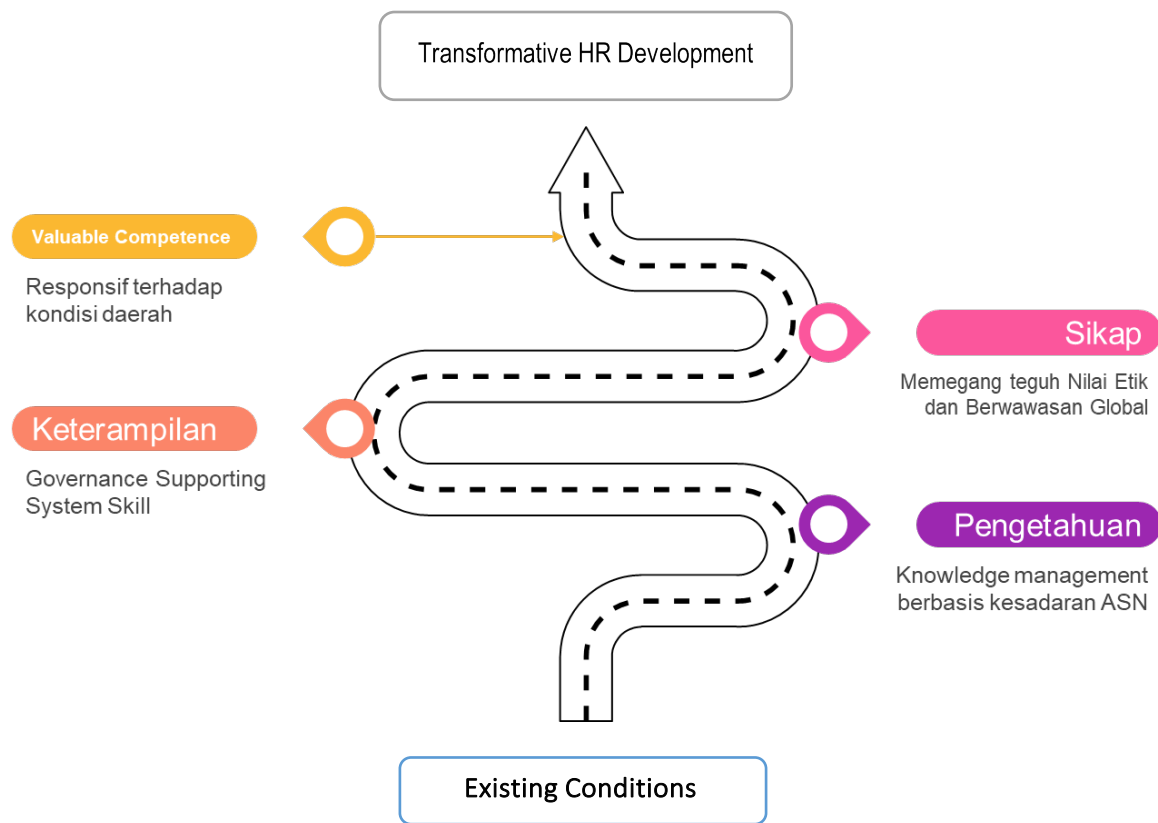 Transformative HR Development
Valuable Competence
Responsif terhadap
kondisi daerah
Sikap
Memegang teguh Nilai Etik
dan Berwawasan Global
Keterampilan
Governance Supporting
System Skill
Pengetahuan
Knowledge management
berbasis kesadaran ASN
Existing Conditions